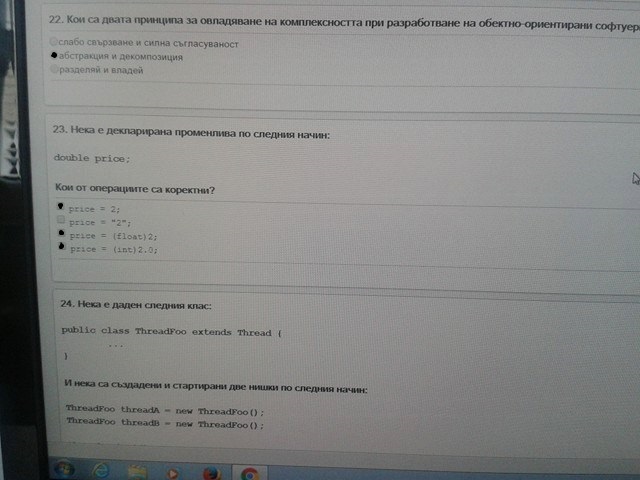 22. Кои са двата принципа за овладяване на комплексността при разработване на обектно-ориентирани
слабо свързване и силна съгласуваност
абстракция и декомпозиция
разделяй и владей
23. Нека е декларирана променлива по следния начин:
double price;
Кои от операциите са коректни?
price = 2;
price = "2";
price = (float)2;
price = (int)2.0;
24. Нека е даден следния клас:
public class ThreadFoo extends Thread {
...
}
И нека са създадени и стартирани две нишки по следния начин:
ThreadFoo threadA = new ThreadFoo();
ThreadFoo threadB = new ThreadFoo();